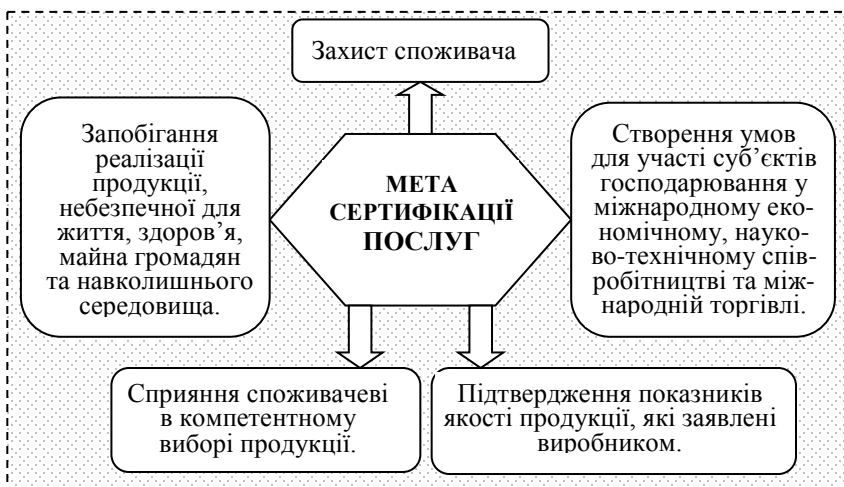 Захист споживача
Запобігання
реалізації
продукції,
небезпечної для
життя, здоров’я,
майна громадян
та навколишнього
середовища.
МЕТА
СЕРТИФІКАЦІЇ
ПОСЛУГ
Створення умов
для участі суб’єктів
господарювання у
міжнародному еко-
номічному, науко-
во-технічному спів-
робітництві та між-
народній торгівлі.
Сприяння споживачеві
в компетентному
виборі продукції.
Підтвердження показників
якості продукції, які заявлені
виробником.